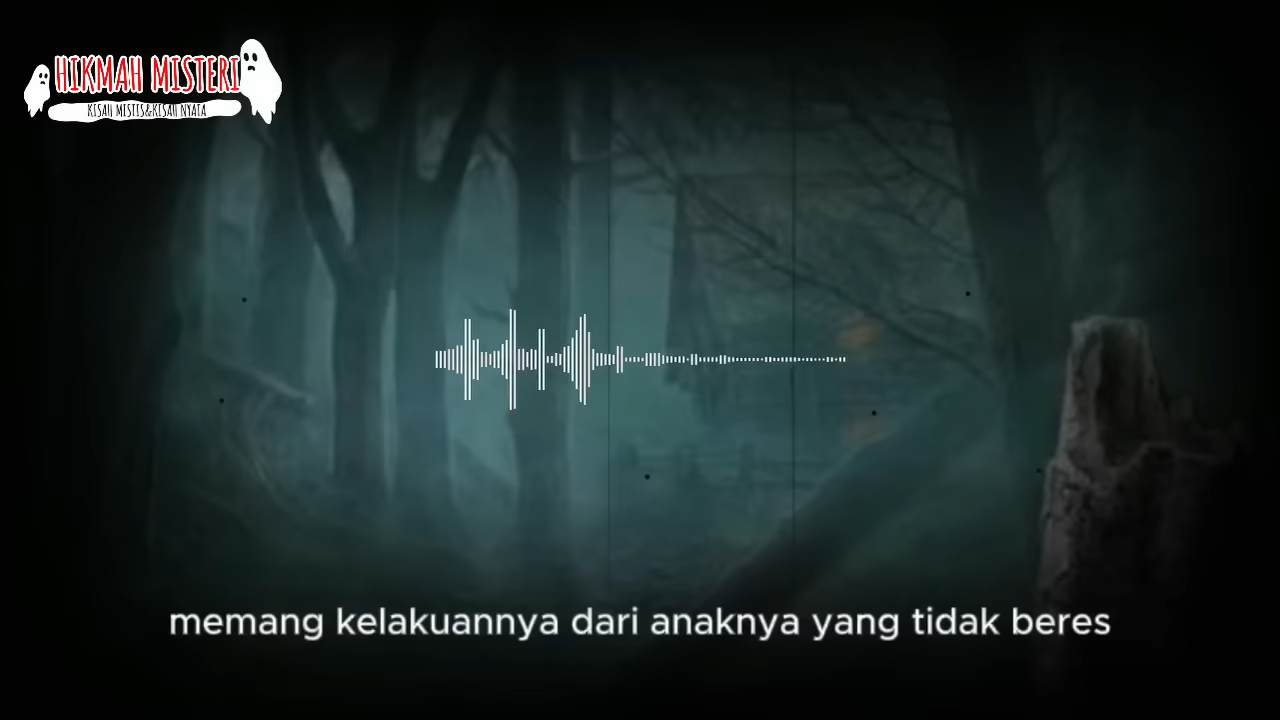 HIKMAH MISTERI
KISAH MISTIS&KISAH NYATA
memang kelakuannya dari anaknya yang tidak beres